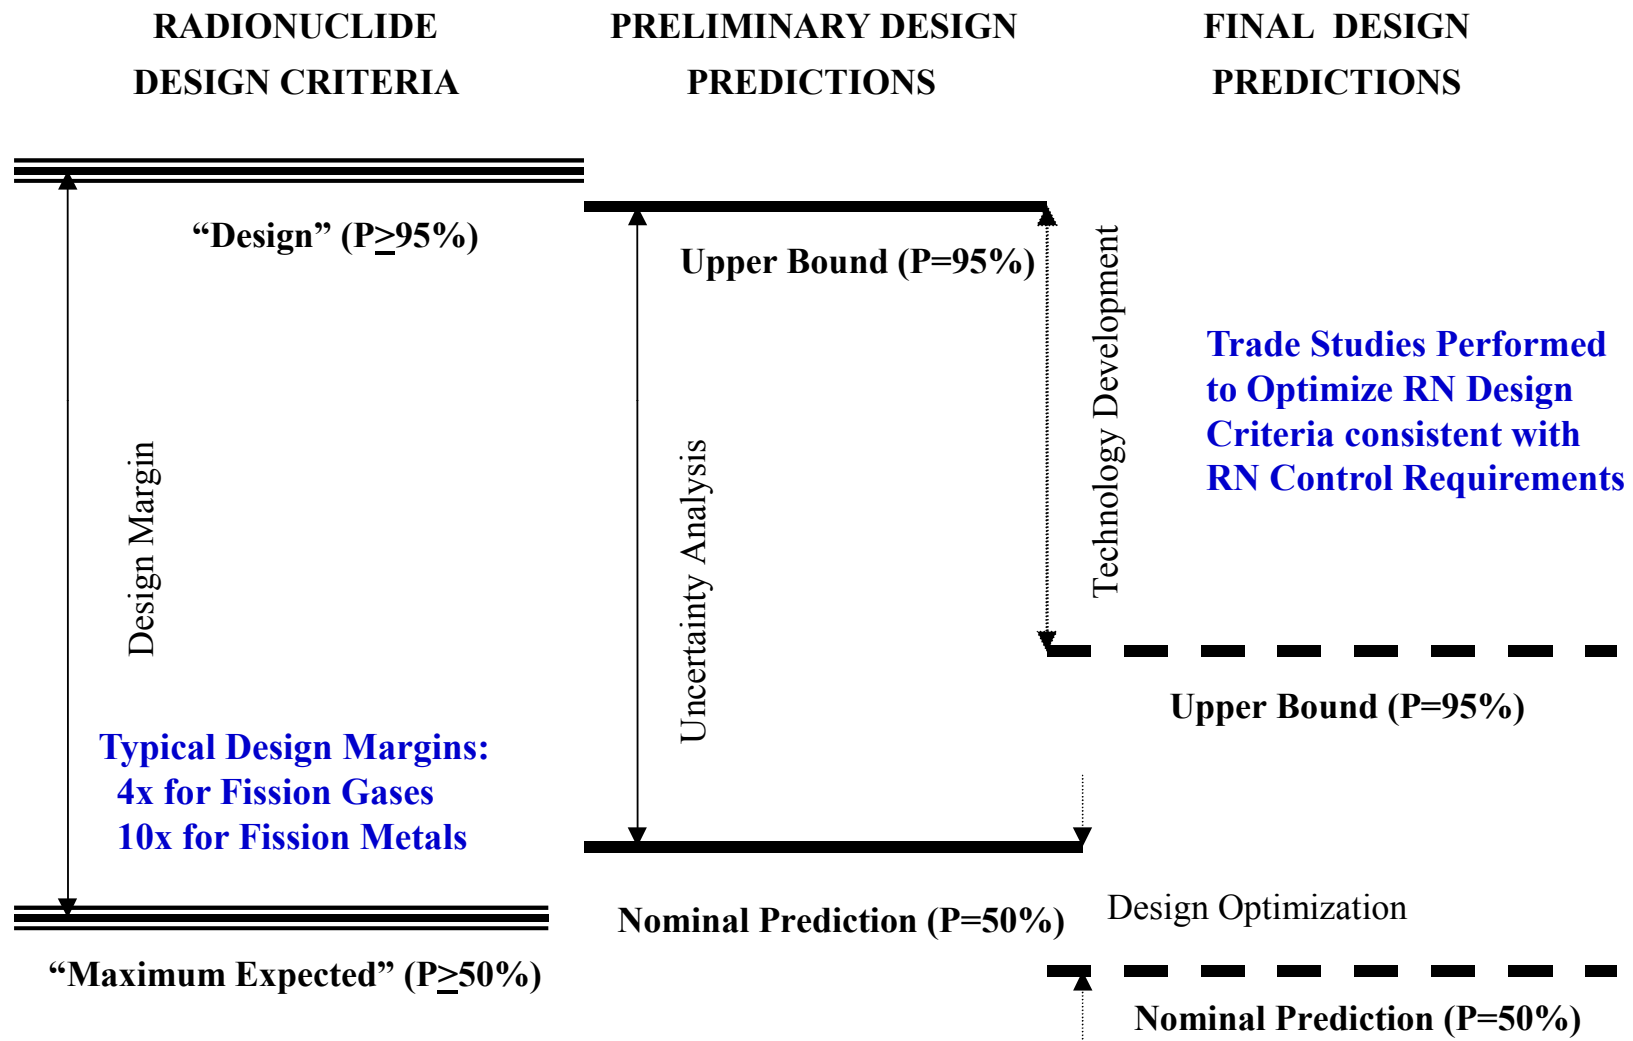 RADIONUCLIDE
DESIGN CRITERIA
PRELIMINARY DESIGN
PREDICTIONS
FINAL DESIGN
PREDICTIONS
“Design” (P≥95%)
Design Margin
Typical Design Margins:
4x for Fission Gases
10x for Fission Metals
“Maximum Expected” (P≥50%)
Upper Bound (P=95%)
Uncertainty Analysis
Nominal Prediction (P=50%)
Technology Development
Trade Studies Performed
to Optimize RN Design
Criteria consistent with
RN Control Requirements
Upper Bound (P=95%)
Design Optimization
Nominal Prediction (P=50%)